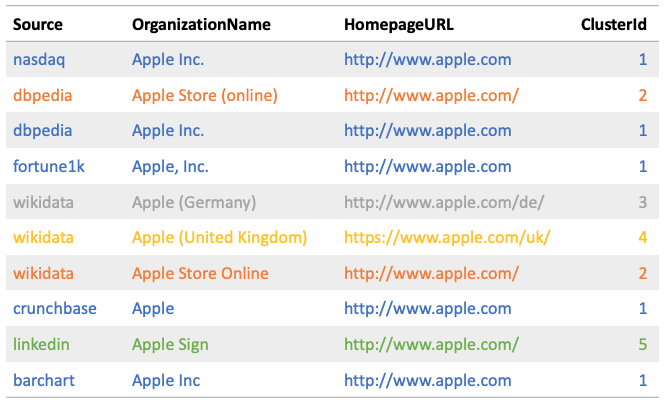 Source OrganizationName HomepageURL ClusterId
nasdaq Apple Inc. http://www.apple.com 1
dbpedia Apple Store (online) http://www.apple.com/ 2
dbpedia Apple Inc. http://www.apple.com 1
fortune1k Apple, Inc. http://www.apple.com 1
wikidata Apple (Germany) http://www.apple.com/de/ 3
wikidata Apple (United Kingdom) https://www.apple.com/uk/ 4
wikidata Apple Store Online http://www.apple.com/ 2
crunchbase Apple http://www.apple.com 1
linkedin Apple Sign http://www.apple.com/ 5
barchart Apple Inc http://www.apple.com 1